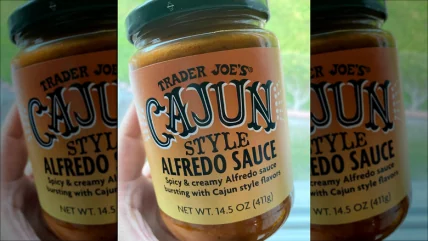 TRADER JOE'S®
CAJUN
STYLE
ALFREDO SAUCE
Spicy & creamy Alfredo sauce
bursting with Cajun style flavors
NET WT. 14.5 OZ (411g)